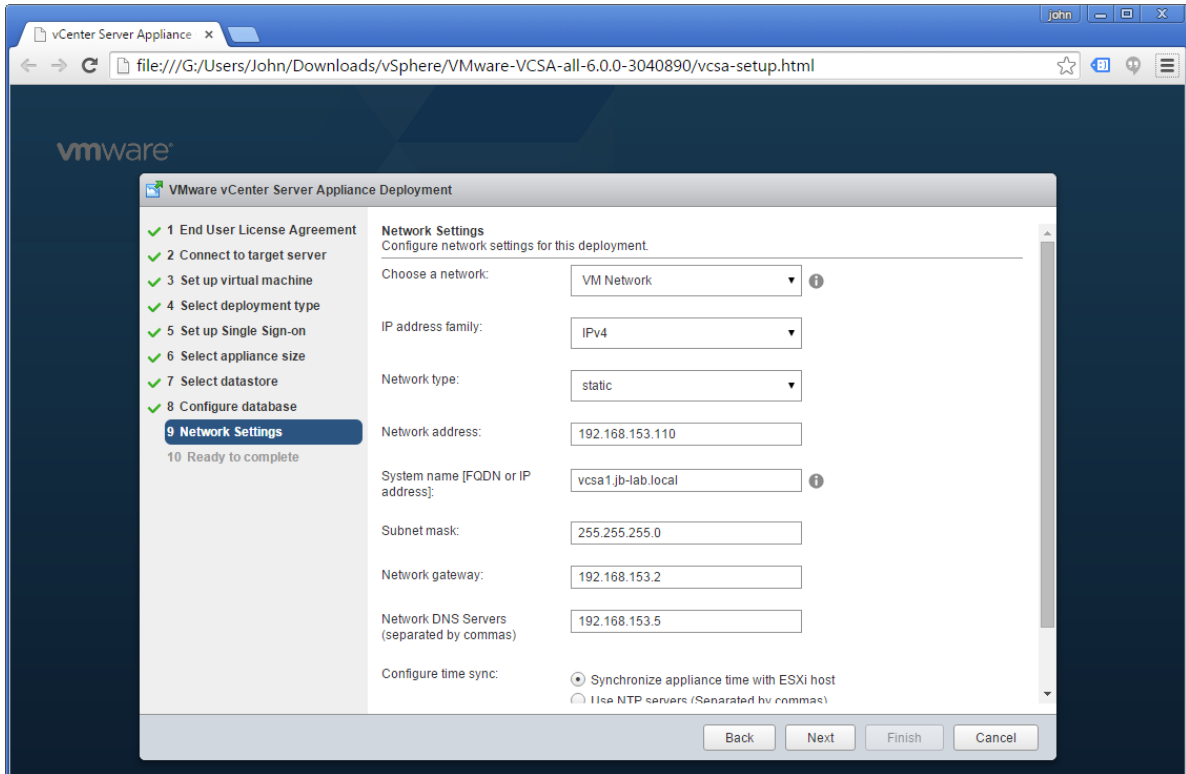 john
vCenter Server Appliance
file:///G:/Users/John/Downloads/vSphere/VMware-VCSA-all-6.0.0-3040890/vcsa-setup.html
vmware
VMware vCenter Server Appliance Deployment
1 End User License Agreement
2 Connect to target server
3 Set up virtual machine
4 Select deployment type
5 Set up Single Sign-on
6 Select appliance size
7 Select datastore
8 Configure database
9 Network Settings
10 Ready to complete
Network Settings
Configure network settings for this deployment.
Choose a network:
VM Network
IP address family:
IPv4
Network type:
static
Network address:
192.168.153.110
System name [FQDN or IP
address]:
vcsa1.jb-lab.local
Subnet mask:
255.255.255.0
Network gateway:
192.168.153.2
Network DNS Servers
(separated by commas)
192.168.153.5
Configure time sync:
Synchronize appliance time with ESXi host
Use NTP servers (Separated by commas)
Back
Next
Finish
Cancel